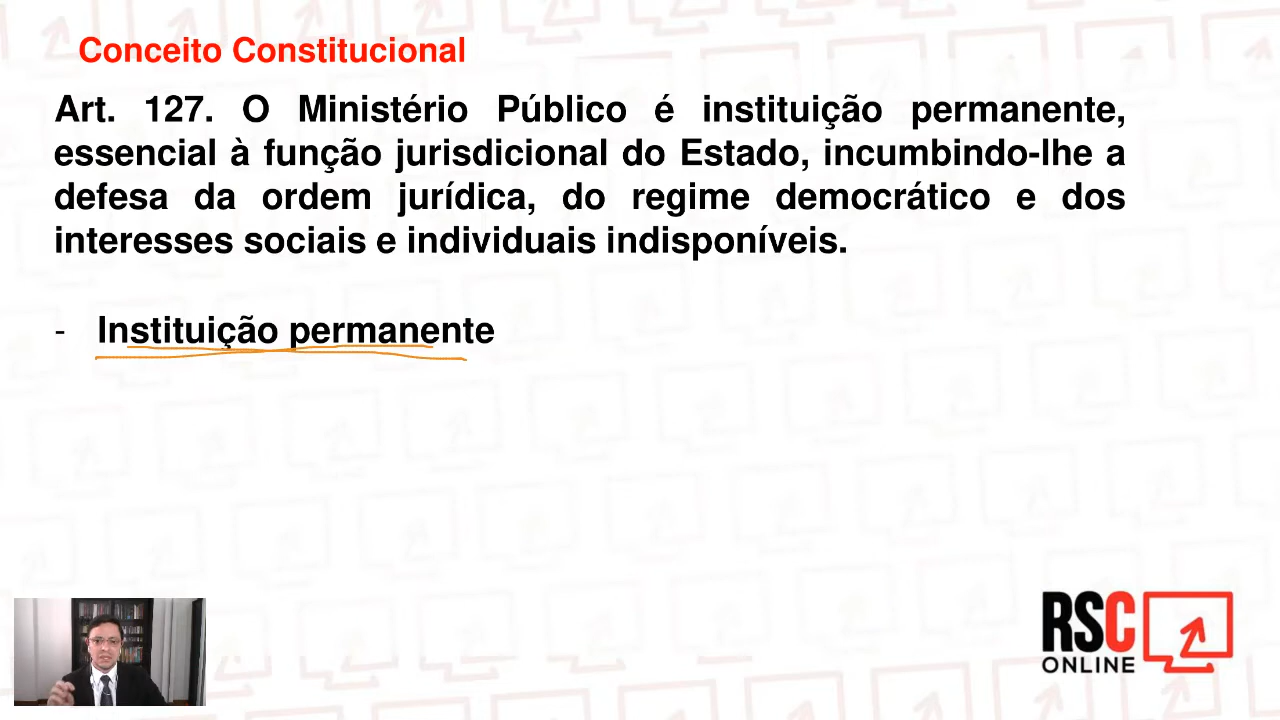 Conceito Constitucional
Art. 127. O Ministério Público é instituição permanente,
essencial à função jurisdicional do Estado, incumbindo-lhe a
defesa da ordem jurídica, do regime democrático e dos
interesses sociais e individuais indisponíveis.
- Instituição permanente
RSC
ONLINE